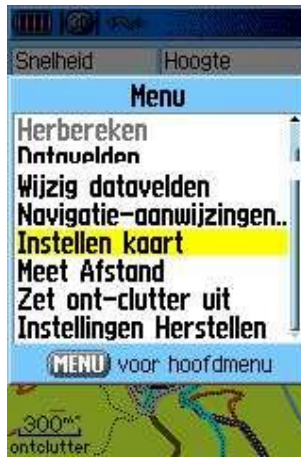 Snelheid Hoogte
Menu
Herbereken
Datavelden
Wijzig datavelden
Navigatie-aanwijzingen..
Instellen kaart
Meet Afstand
Zet ont-clutter uit
Instellingen Herstellen
MENU voor hoofdmenu
300m
ontclutter